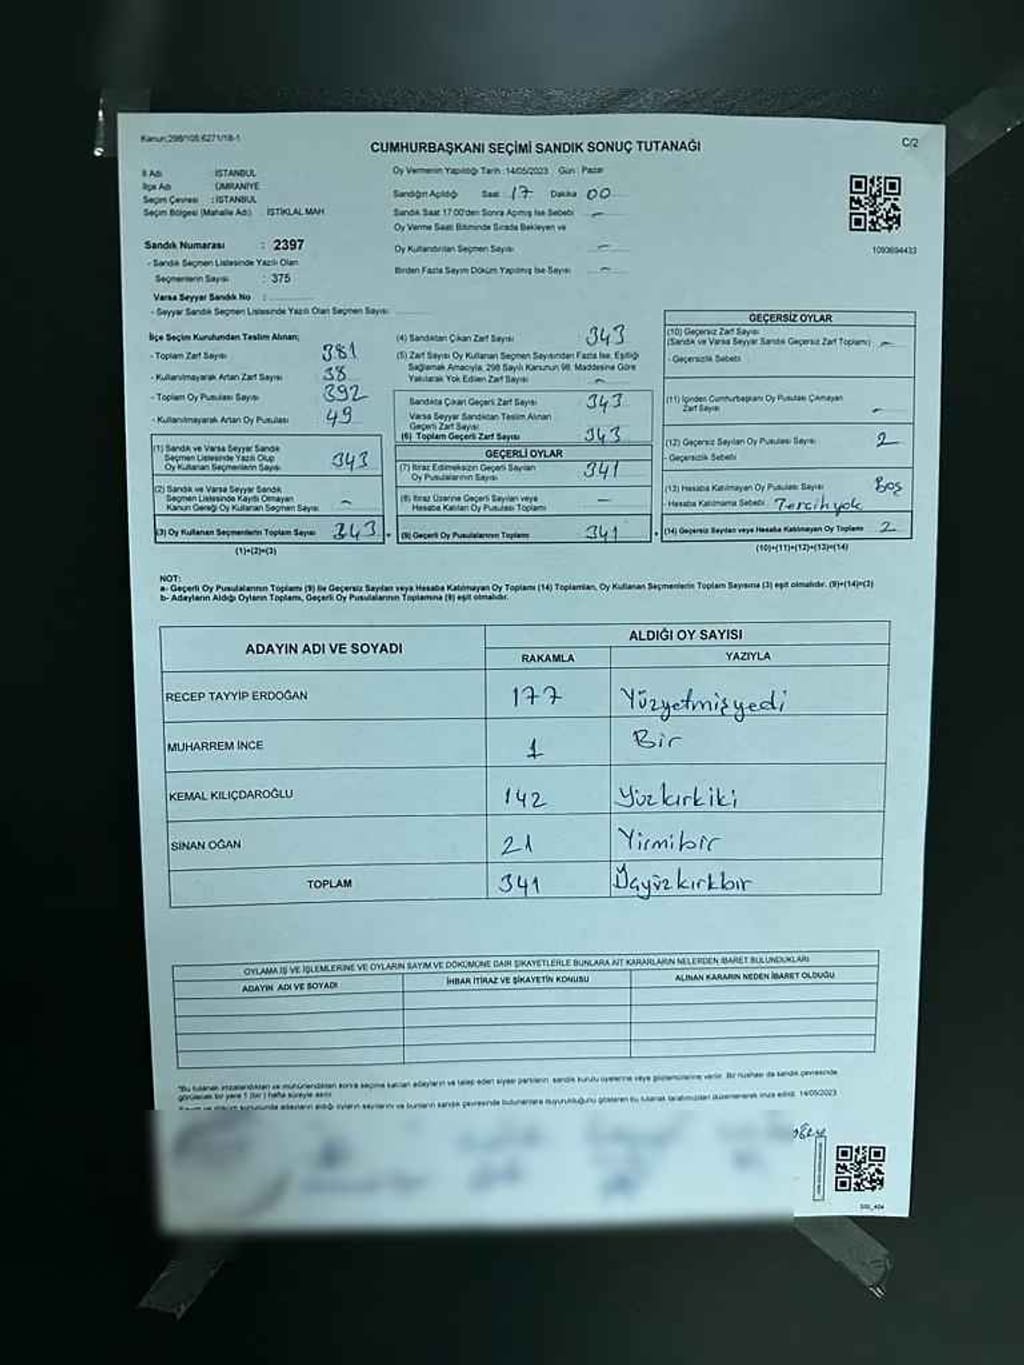 Kanun:298/105 6271/18-1
CUMHURBAŞKANI SEÇİMİ SANDIK SONUÇ TUTANAĞI
C/2
İl Adı : İSTANBUL
İlçe Adı : ÜMRANİYE
Seçim Çevresi : İSTANBUL
Seçim Bölgesi (Mahalle Adı) : İSTİKLAL MAH.
Sandık Numarası : 2397
- Sandık Seçmen Listesinde Yazılı Olan
Seçmenlerin Sayısı : 375
Varsa Seyyar Sandık No :
- Seyyar Sandık Seçmen Listesinde Yazılı Olan Seçmen Sayısı:
Oy Vermenin Yapıldığı Tarih :14/05/2023 Gün : Pazar
Sandığın Açıldığı Saat : 17 Dakika 00
Sandık Saat 17.00'den Sonra Açılmış İse Sebebi —
Oy Verme Saati Bitiminde Sırada Bekleyen ve
Oy Kullandırılan Seçmen Sayısı —
Birden Fazla Sayım Döküm Yapılmış İse Sayısı —
1093694433
İlçe Seçim Kurulundan Teslim Alınan;
- Toplam Zarf Sayısı 381
- Kullanılmayarak Artan Zarf Sayısı 38
- Toplam Oy Pusulası Sayısı 392
- Kullanılmayarak Artan Oy Pusulası 49
(1) Sandık ve Varsa Seyyar Sandık
Seçmen Listesinde Yazılı Olup
Oy Kullanan Seçmenlerin Sayısı 343
(2) Sandık ve Varsa Seyyar Sandık
Seçmen Listesinde Kayıtlı Olmayan
Kanun Gereği Oy Kullanan Seçmen Sayısı —
(3) Oy Kullanan Seçmenlerin Toplam Sayısı 343
(1)+(2)=(3)
(4) Sandıktan Çıkan Zarf Sayısı 343
(5) Zarf Sayısı Oy Kullanan Seçmen Sayısından Fazla İse, Eşitliği
Sağlamak Amacıyla, 298 Sayılı Kanunun 98. Maddesine Göre
Yakılarak Yok Edilen Zarf Sayısı —
Sandıkta Çıkan Geçerli Zarf Sayısı 343
Varsa Seyyar Sandıktan Teslim Alınan
Geçerli Zarf Sayısı
(6) Toplam Geçerli Zarf Sayısı 343
GEÇERLİ OYLAR
(7) İtiraz Edilmeksizin Geçerli Sayılan
Oy Pusulasının Sayısı 341
(8) İtiraz Üzerine Geçerli Sayılan veya
Hesaba Katılan Oy Pusulası Toplamı —
(9) Geçerli Oy Pusulalarının Toplamı 341
GEÇERSİZ OYLAR
(10) Geçersiz Zarf Sayısı
(Sandık ve Varsa Seyyar Sandık Geçersiz Zarf Toplamı) —
- Geçersizlik Sebebi
(11) İçinden Cumhurbaşkanı Oy Pusulası Çıkmayan
Zarf Sayısı —
(12) Geçersiz Sayılan Oy Pusulası Sayısı 2
- Geçersizlik Sebebi
(13) Hesaba Katılmayan Oy Pusulası Sayısı Boş
- Hesaba Katılmama Sebebi : Tercih yok
(14) Geçersiz Sayılan veya Hesaba Katılmayan Oy Toplamı 2
(10)+(11)+(12)+(13)=(14)
NOT:
a- Geçerli Oy Pusulalarının Toplamı (9) ile Geçersiz Sayılan veya Hesaba Katılmayan Oy Toplamı (14) Toplamları, Oy Kullanan Seçmenlerin Toplam Sayısına (3) eşit olmalıdır. (9)+(14)=(3)
b- Adayların Aldığı Oyların Toplamı, Geçerli Oy Pusulalarının Toplamına (9) eşit olmalıdır.
ADAYIN ADI VE SOYADI
ALDIĞI OY SAYISI
RAKAMLA YAZIYLA
RECEP TAYYİP ERDOĞAN 177 Yüzyetmişyedi
MUHARREM İNCE 1 Bir
KEMAL KILIÇDAROĞLU 142 Yüzkırkiki
SİNAN OĞAN 21 Yirmibir
TOPLAM 341 Üçyüzkırkbir
OYLAMA İŞ VE İŞLEMLERİNE VE OYLARIN SAYIM VE DÖKÜMÜNE DAİR ŞİKAYETLERLE BUNLARA AİT KARARLARIN NELERDEN İBARET BULUNDUKLARI
ADAYIN ADI VE SOYADI İHBAR İTİRAZ VE ŞİKAYETİN KONUSU ALINAN KARARIN NEDEN İBARET OLDUĞU
"Bu tutanak imzalandıktan ve mühürlendikten sonra seçime katılan adayların ve talep eden siyasi partilerin sandık kurulu üyelerine veya gözlemcilerine verilir. Bir nüshası da sandık çevresinde
görülecek bir yere 1 (bir) hafta süreyle asılır.